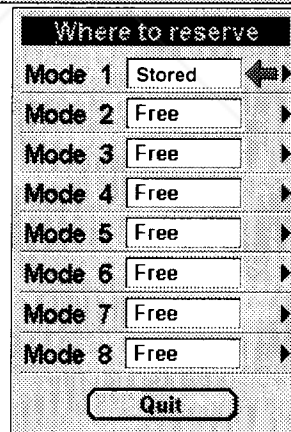 Where to reserve
Mode 1 Stored
Mode 2 Free
Mode 3 Free
Mode 4 Free
Mode 5 Free
Mode 6 Free
Mode 7 Free
Mode 8 Free
Quit